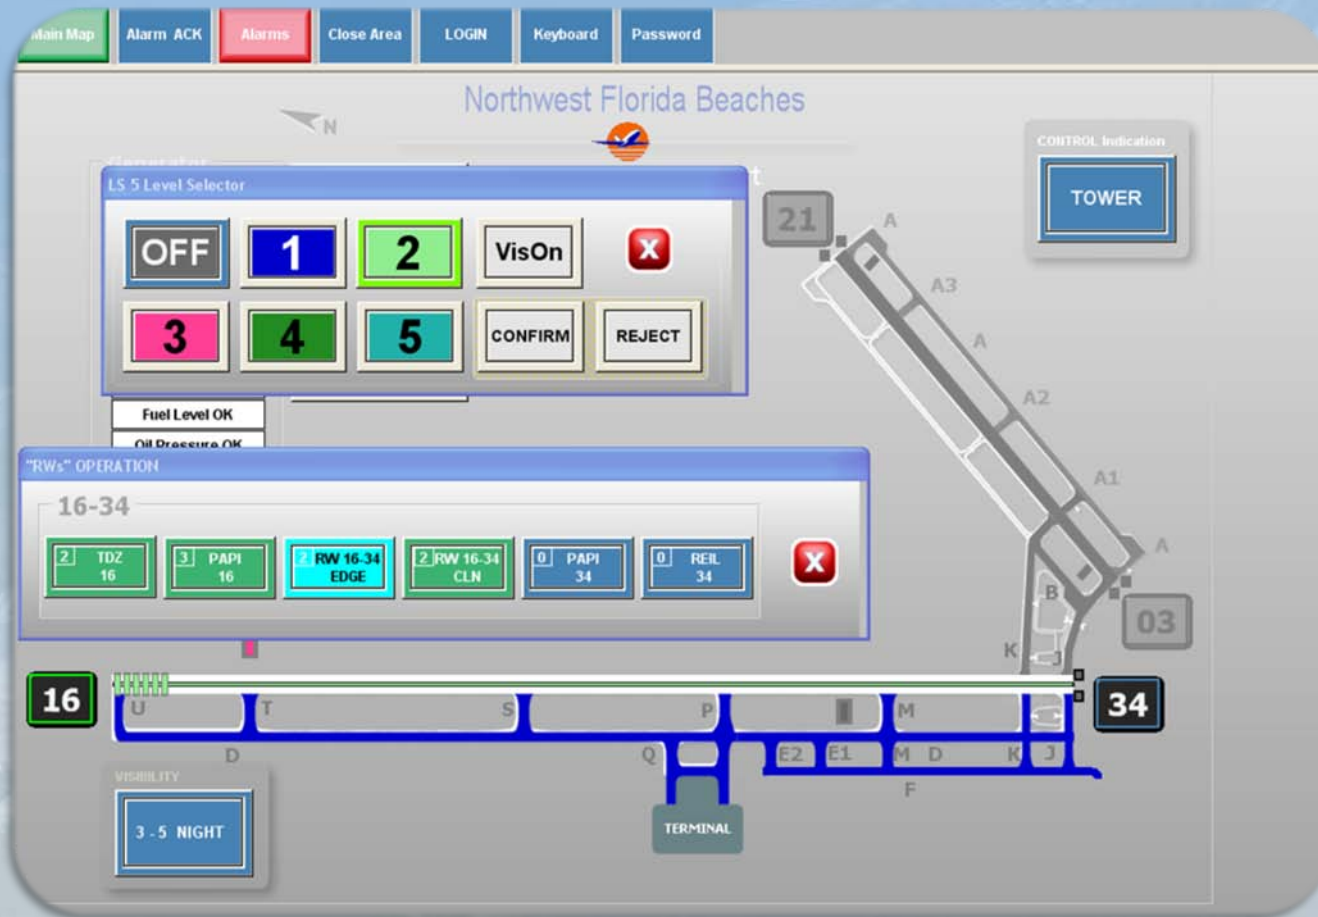 Main Map
Alarm ACK
Alarms
Close Area
LOGIN
Keyboard
Password
Northwest Florida Beaches
N
CONTROL Indication
TOWER
Generator
t
LS 5 Level Selector
OFF
1
2
VisOn
X
3
4
5
CONFIRM
REJECT
Fuel Level OK
Oil Pressure OK
"RWs" OPERATION
16-34
2 TDZ
16
3 PAPI
16
2 RW 16-34
EDGE
2 RW 16-34
CLN
0 PAPI
34
0 REIL
34
X
21
A
A3
A
A2
A1
A
B
03
K
J
16
34
U
T
S
P
M
D
Q
E2
E1
M
D
K
J
F
TERMINAL
VISIBILITY
3 - 5 NIGHT